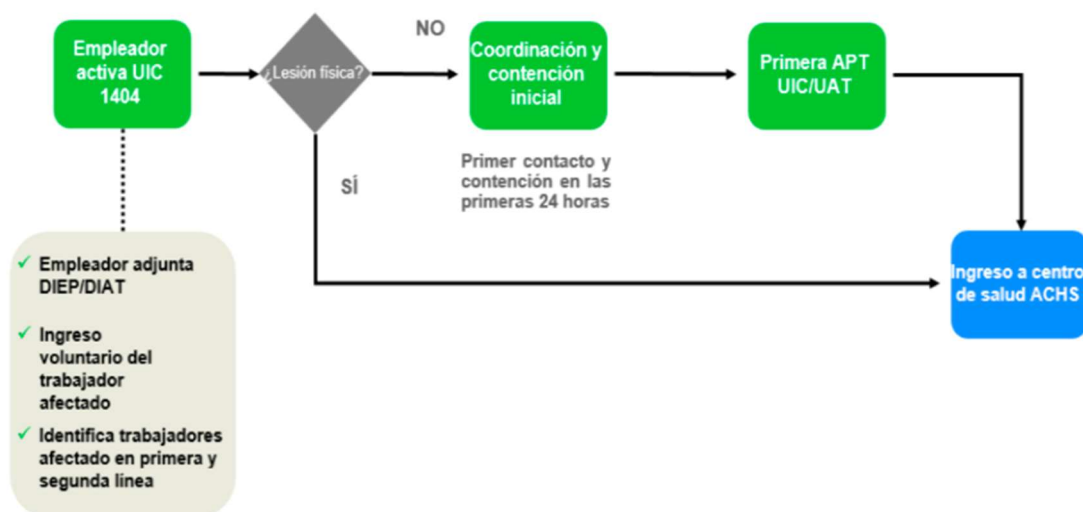 Empleador
activa UIC
1404
¿Lesión física?
NO
SÍ
Coordinación y
contención
inicial
Primer contacto y
contención en las
primeras 24 horas
Primera APT
UIC/UAT
Ingreso a centro
de salud ACHS
✓ Empleador adjunta
DIEP/DIAT
✓ Ingreso
voluntario del
trabajador
afectado
✓ Identifica trabajadores
afectado en primera y
segunda línea